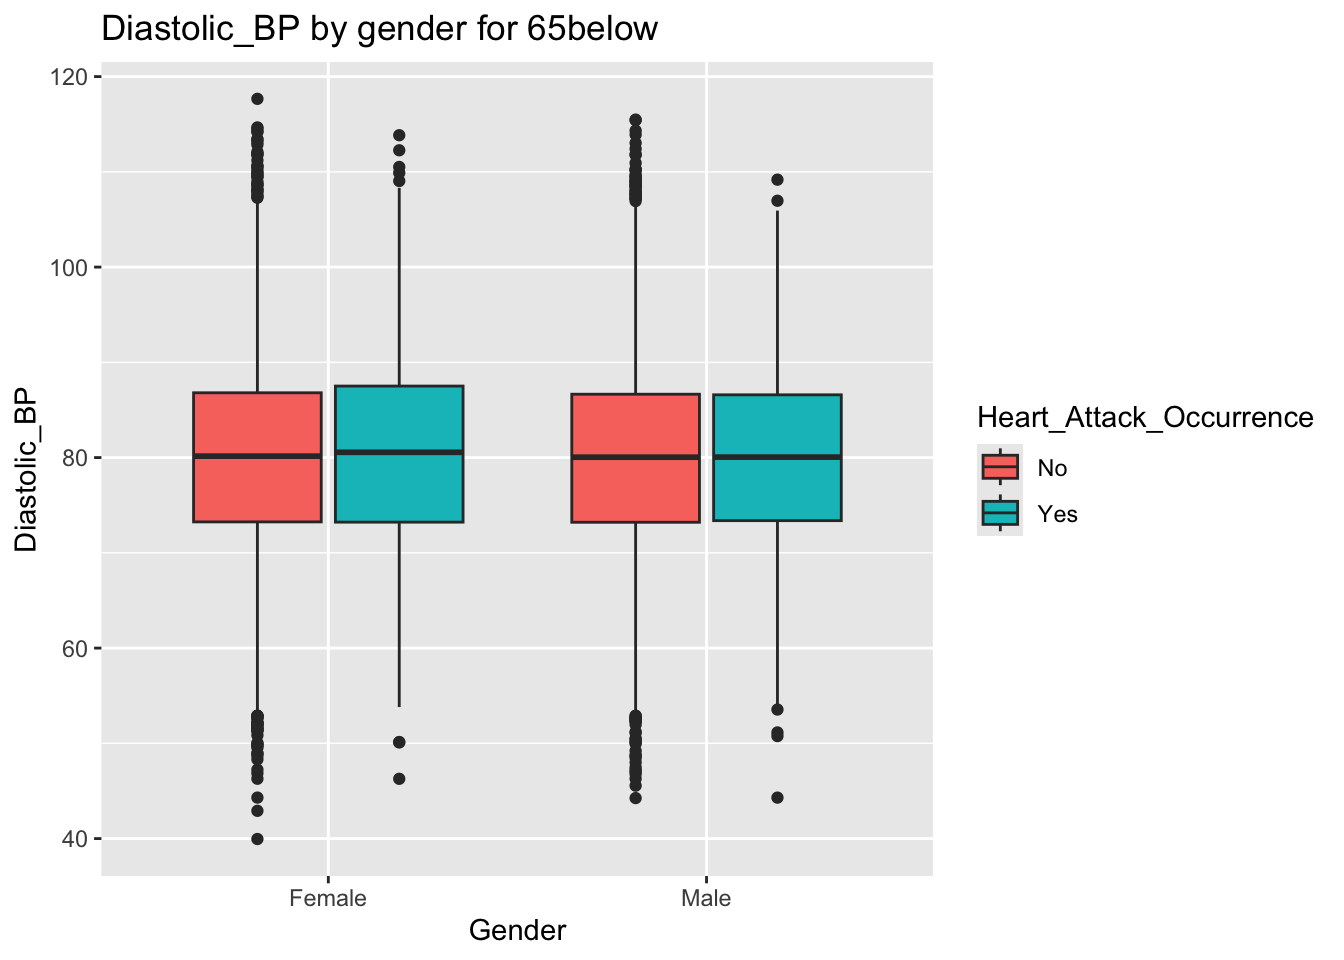 Diastolic_BP by gender for 65below
120
100
80
60
40
Diastolic_BP
Female
Male
Gender
Heart_Attack_Occurrence
No
Yes